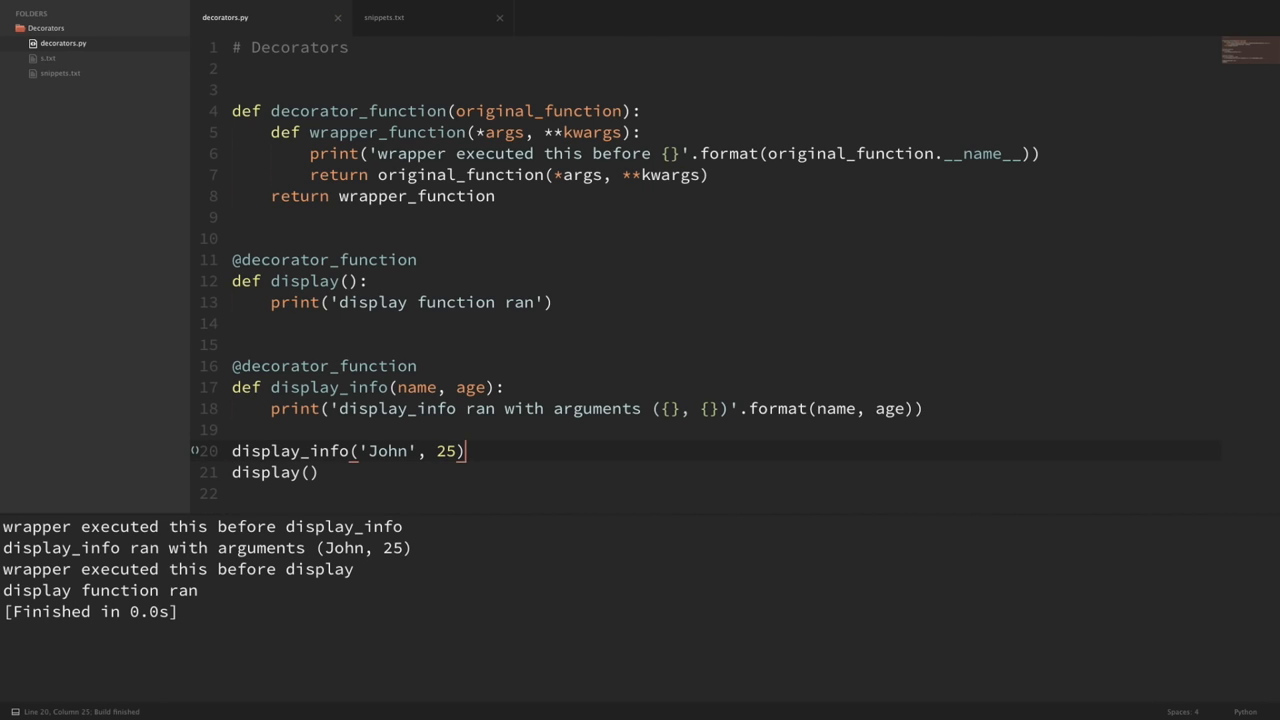 FOLDERS
Decorators
decorators.py
s.txt
snippets.txt
decorators.py
snippets.txt
1 # Decorators
2
3
4 def decorator_function(original_function):
5     def wrapper_function(*args, **kwargs):
6         print('wrapper executed this before {}'.format(original_function.__name__))
7         return original_function(*args, **kwargs)
8     return wrapper_function
9
10
11 @decorator_function
12 def display():
13     print('display function ran')
14
15
16 @decorator_function
17 def display_info(name, age):
18     print('display_info ran with arguments ({}, {})'.format(name, age))
19
20 display_info('John', 25)
21 display()
22
wrapper executed this before display_info
display_info ran with arguments (John, 25)
wrapper executed this before display
display function ran
[Finished in 0.0s]
Line 20, Column 25; Build finished
Spaces: 4
Python